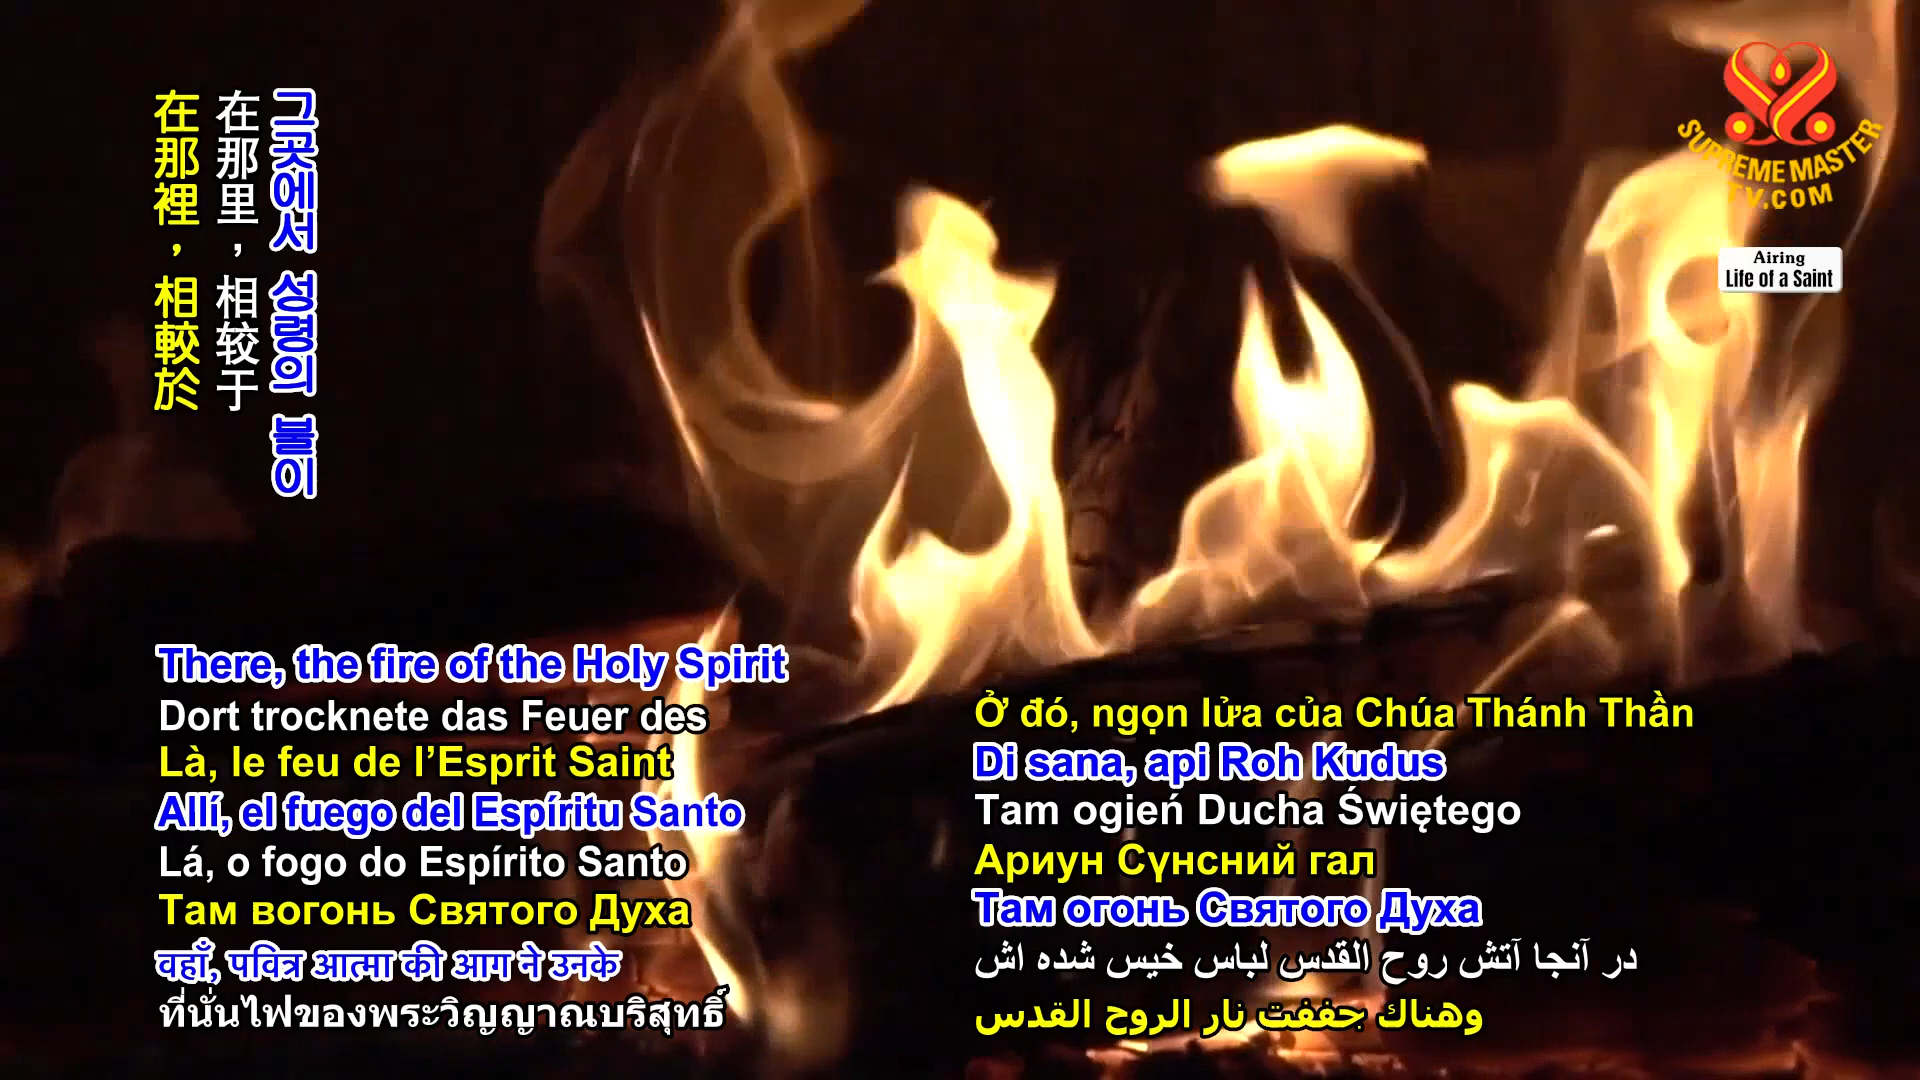 在那裡，相較於
在那里，相较于
그곳에서 성령의 불이
SUPREME MASTER
TV.COM
Airing
Life of a Saint
There, the fire of the Holy Spirit
Dort trocknete das Feuer des
Là, le feu de l’Esprit Saint
Allí, el fuego del Espíritu Santo
Lá, o fogo do Espírito Santo
Там вогонь Святого Духа
वहाँ, पवित्र आत्मा की आग ने उनके
ที่นั่นไฟของพระวิญญาณบริสุทธิ์
Ở đó, ngọn lửa của Chúa Thánh Thần
Di sana, api Roh Kudus
Tam ogień Ducha Świętego
Ариун Сүнсний гал
Там огонь Святого Духа
در آنجا آتش روح القدس لباس خیس شده اش
وهناك جففت نار الروح القدس